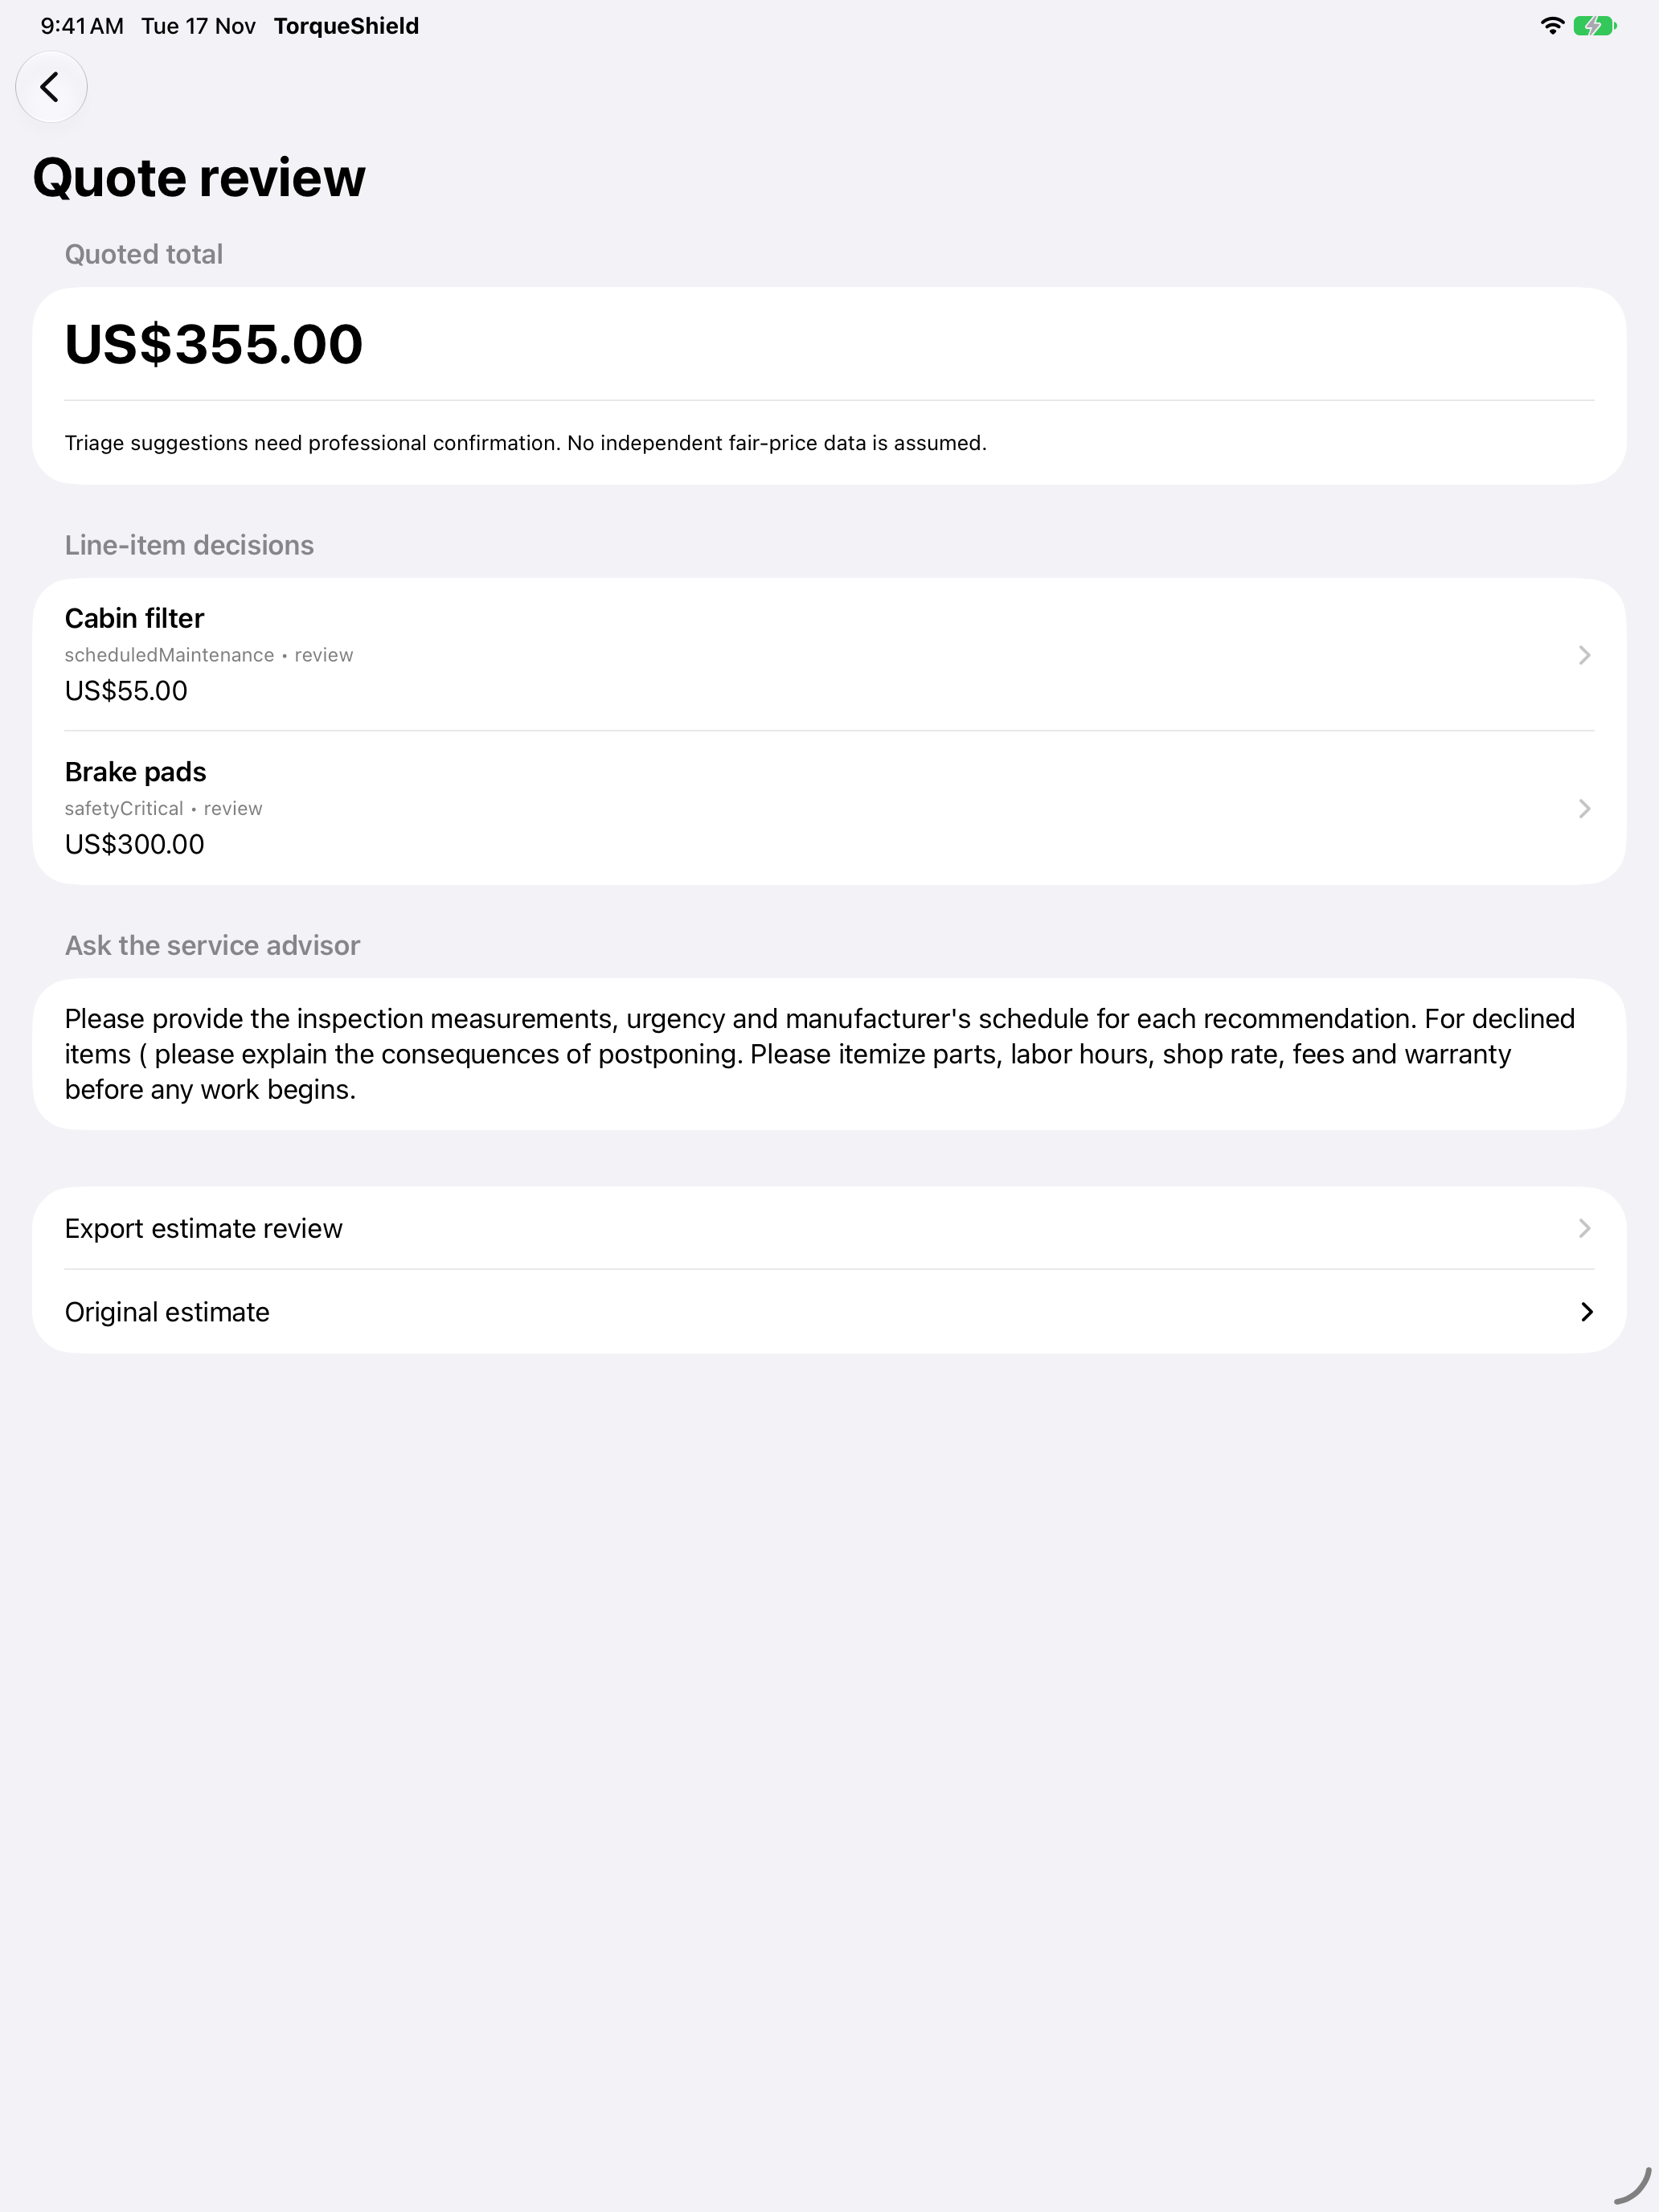 9:41 AM Tue 17 Nov TorqueShield
Quote review
Quoted total
US$355.00
Triage suggestions need professional confirmation. No independent fair-price data is assumed.
Line-item decisions
Cabin filter
scheduledMaintenance • review
US$55.00
Brake pads
safetyCritical • review
US$300.00
Ask the service advisor
Please provide the inspection measurements, urgency and manufacturer's schedule for each recommendation. For declined
items ( please explain the consequences of postponing. Please itemize parts, labor hours, shop rate, fees and warranty
before any work begins.
Export estimate review
Original estimate